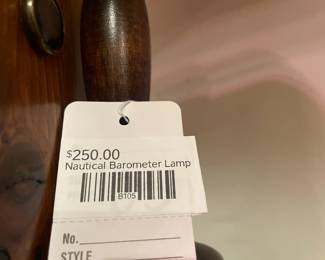 $250.00
Nautical Barometer Lamp
B105
No.
STYLE